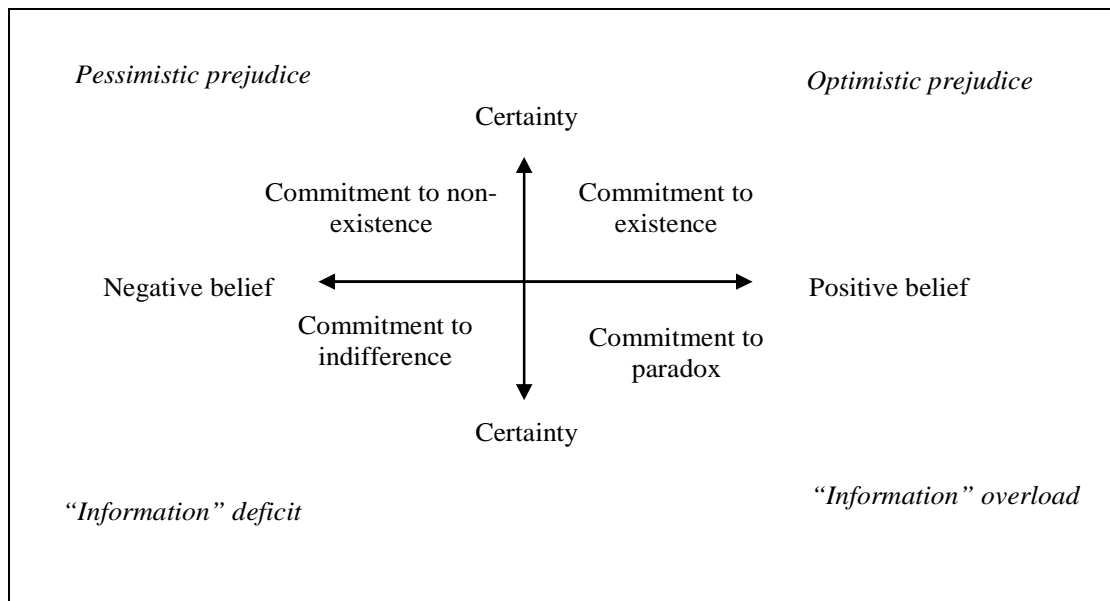 Pessimistic prejudice
Optimistic prejudice
Certainty
Commitment to non-
existence
Commitment to
existence
Negative belief
Positive belief
Commitment to
indifference
Commitment to
paradox
Certainty
“Information” deficit
“Information” overload